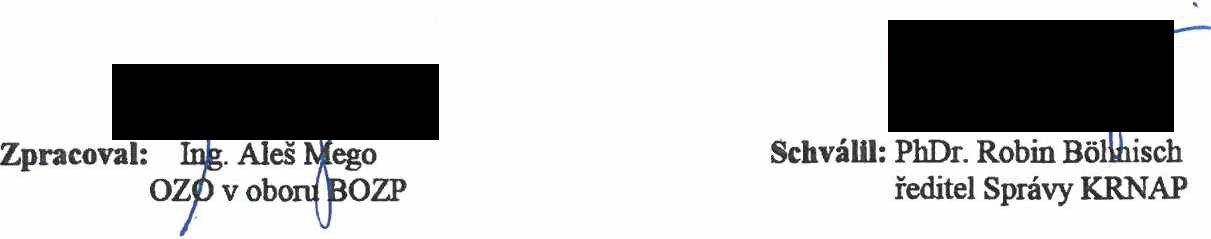 Zpracoval: Ing. Aleš Mego
OZO v oboru BOZP
Schválil: PhDr. Robin Böhnisch
ředitel Správy KRNAP